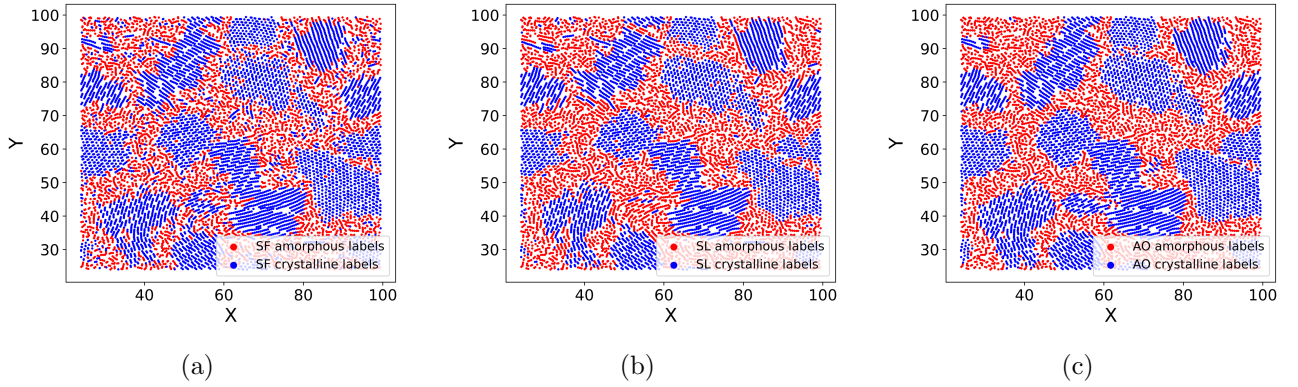 100
90
80
70
60
50
40
30
Y
40 60 80 100
X
SF amorphous labels
SF crystalline labels
(a)
100
90
80
70
60
50
40
30
Y
40 60 80 100
X
SL amorphous labels
SL crystalline labels
(b)
100
90
80
70
60
50
40
30
Y
40 60 80 100
X
AO amorphous labels
AO crystalline labels
(c)